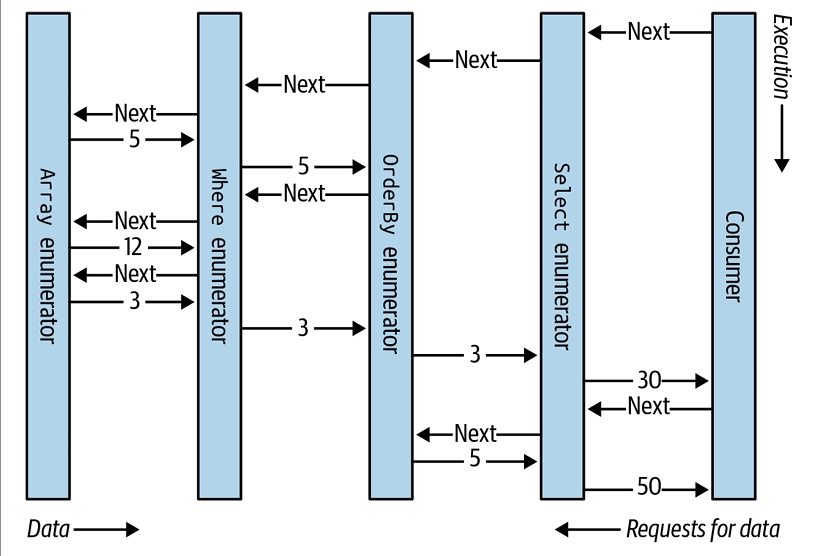 Next
Execution
Next
Next
Next
5
5
Next
Next
12
Next
3
3
3
30
Next
Next
5
50
Array enumerator
Where enumerator
OrderBy enumerator
Select enumerator
Consumer
Data
Requests for data